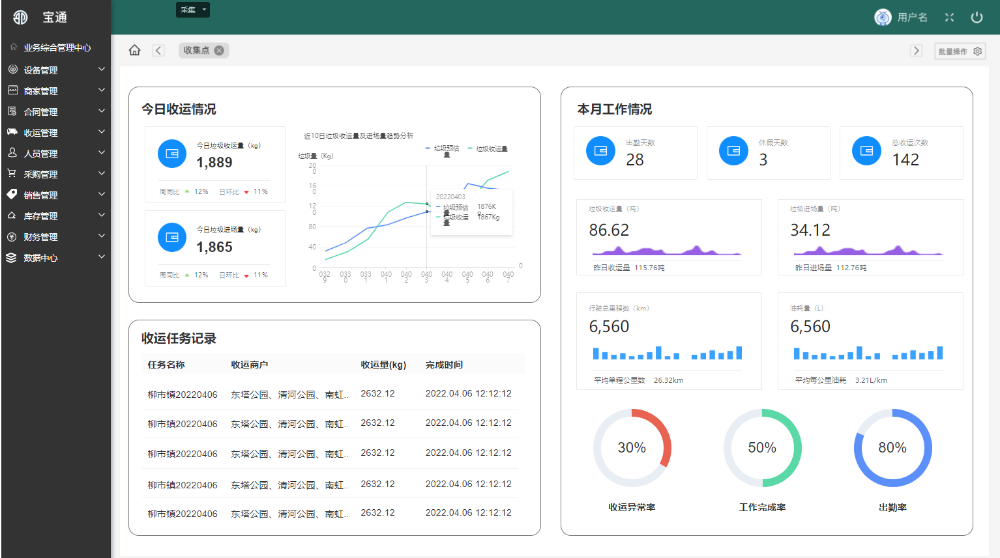 宝通
采集
用户名
业务综合管理中心
设备管理
商家管理
合同管理
收运管理
人员管理
采购管理
销售管理
库存管理
财务管理
数据中心
收集点
批量操作
今日收运情况
今日垃圾收运量（kg）
1,889
周同比 12% 日环比 11%
今日垃圾进场量（kg）
1,865
周同比 12% 日环比 11%
近10日垃圾收运量及进场量趋势分析
垃圾预估量 垃圾收运量
垃圾量（Kg）
200
160
120
80
40
0
0
0329 0330 0331 0401 0402 0403 0404 0405 0406 0407
20220403
垃圾预估量 1876Kg
垃圾收运量 1867Kg
收运任务记录
任务名称 收运商户 收运量(kg) 完成时间
柳市镇20220406 东塔公园、清河公园、南虹.. 2632.12 2022.04.06 12:12:12
柳市镇20220406 东塔公园、清河公园、南虹.. 2632.12 2022.04.06 12:12:12
柳市镇20220406 东塔公园、清河公园、南虹.. 2632.12 2022.04.06 12:12:12
柳市镇20220406 东塔公园、清河公园、南虹.. 2632.12 2022.04.06 12:12:12
柳市镇20220406 东塔公园、清河公园、南虹.. 2632.12 2022.04.06 12:12:12
本月工作情况
出勤天数
28
休假天数
3
总收运次数
142
垃圾收运量（吨）
86.62
昨日收运量 115.76吨
垃圾进场量（吨）
34.12
昨日进场量 112.76吨
行驶总里程数（km）
6,560
平均单程公里数 26.32km
油耗量（L）
6,560
平均每公里油耗 3.21L/km
30%
收运异常率
50%
工作完成率
80%
出勤率